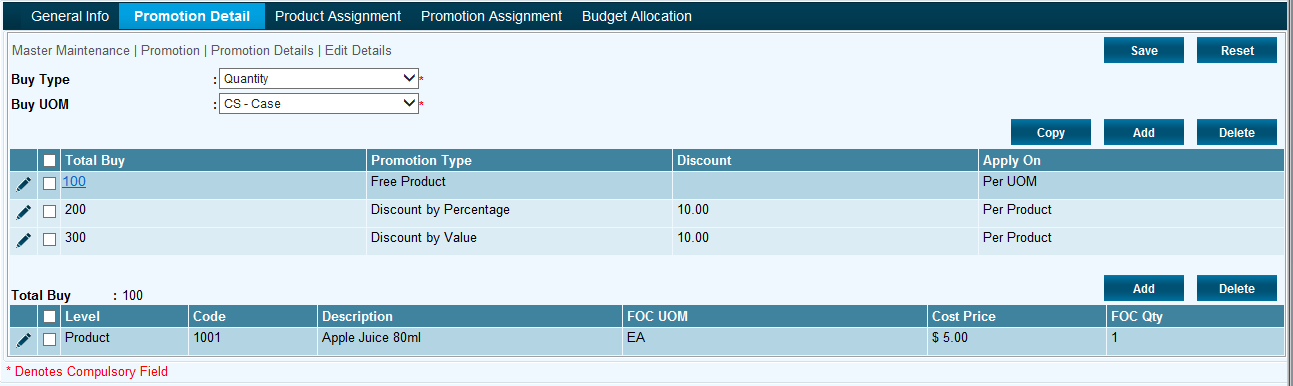 General Info Promotion Detail Product Assignment Promotion Assignment Budget Allocation
Master Maintenance | Promotion | Promotion Details | Edit Details Save Reset
Buy Type : Quantity *
Buy UOM : CS - Case *
Copy Add Delete
Total Buy Promotion Type Discount Apply On
100 Free Product Per UOM
200 Discount by Percentage 10.00 Per Product
300 Discount by Value 10.00 Per Product
Add Delete
Total Buy : 100
Level Code Description FOC UOM Cost Price FOC Qty
Product 1001 Apple Juice 80ml EA $ 5.00 1
* Denotes Compulsory Field